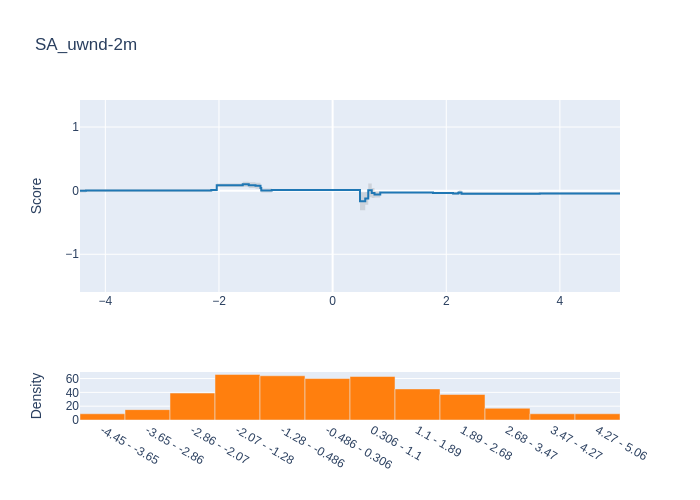 SA_uwnd-2m
Score
1
0
−1
−4
−2
0
2
4
Density
60
40
20
0
-4.45 - -3.65
-3.65 - -2.86
-2.86 - -2.07
-2.07 - -1.28
-1.28 - -0.486
-0.486 - 0.306
0.306 - 1.1
1.1 - 1.89
1.89 - 2.68
2.68 - 3.47
3.47 - 4.27
4.27 - 5.06